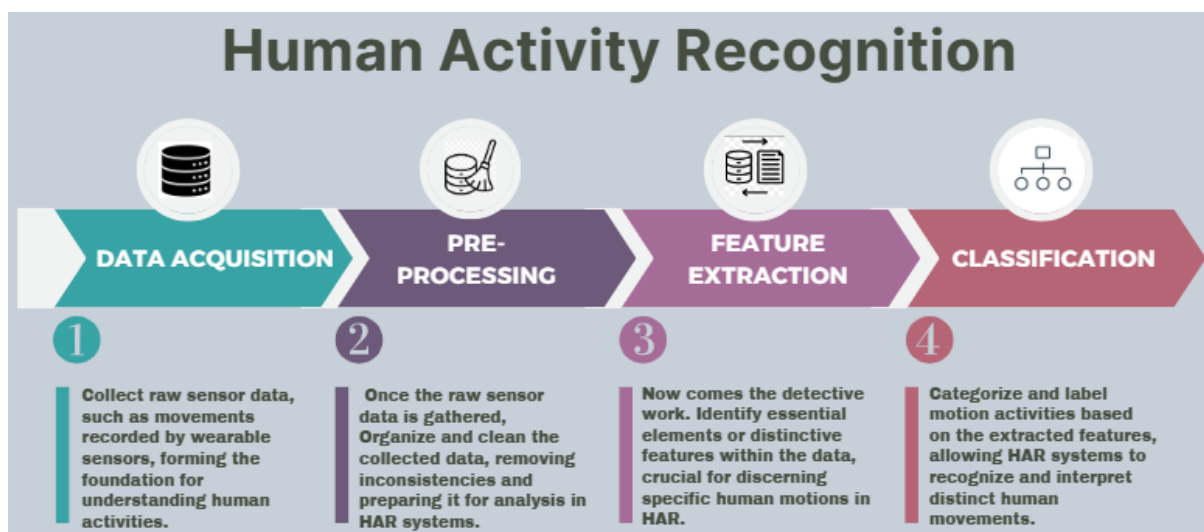 Human Activity Recognition
DATA ACQUISITION
PRE-
PROCESSING
FEATURE
EXTRACTION
CLASSIFICATION
1
Collect raw sensor data,
such as movements
recorded by wearable
sensors, forming the
foundation for
understanding human
activities.
2
Once the raw sensor
data is gathered,
Organize and clean the
collected data, removing
inconsistencies and
preparing it for analysis in
HAR systems.
3
Now comes the detective
work. Identify essential
elements or distinctive
features within the data,
crucial for discerning
specific human motions in
HAR.
4
Categorize and label
motion activities based
on the extracted features,
allowing HAR systems to
recognize and interpret
distinct human
movements.